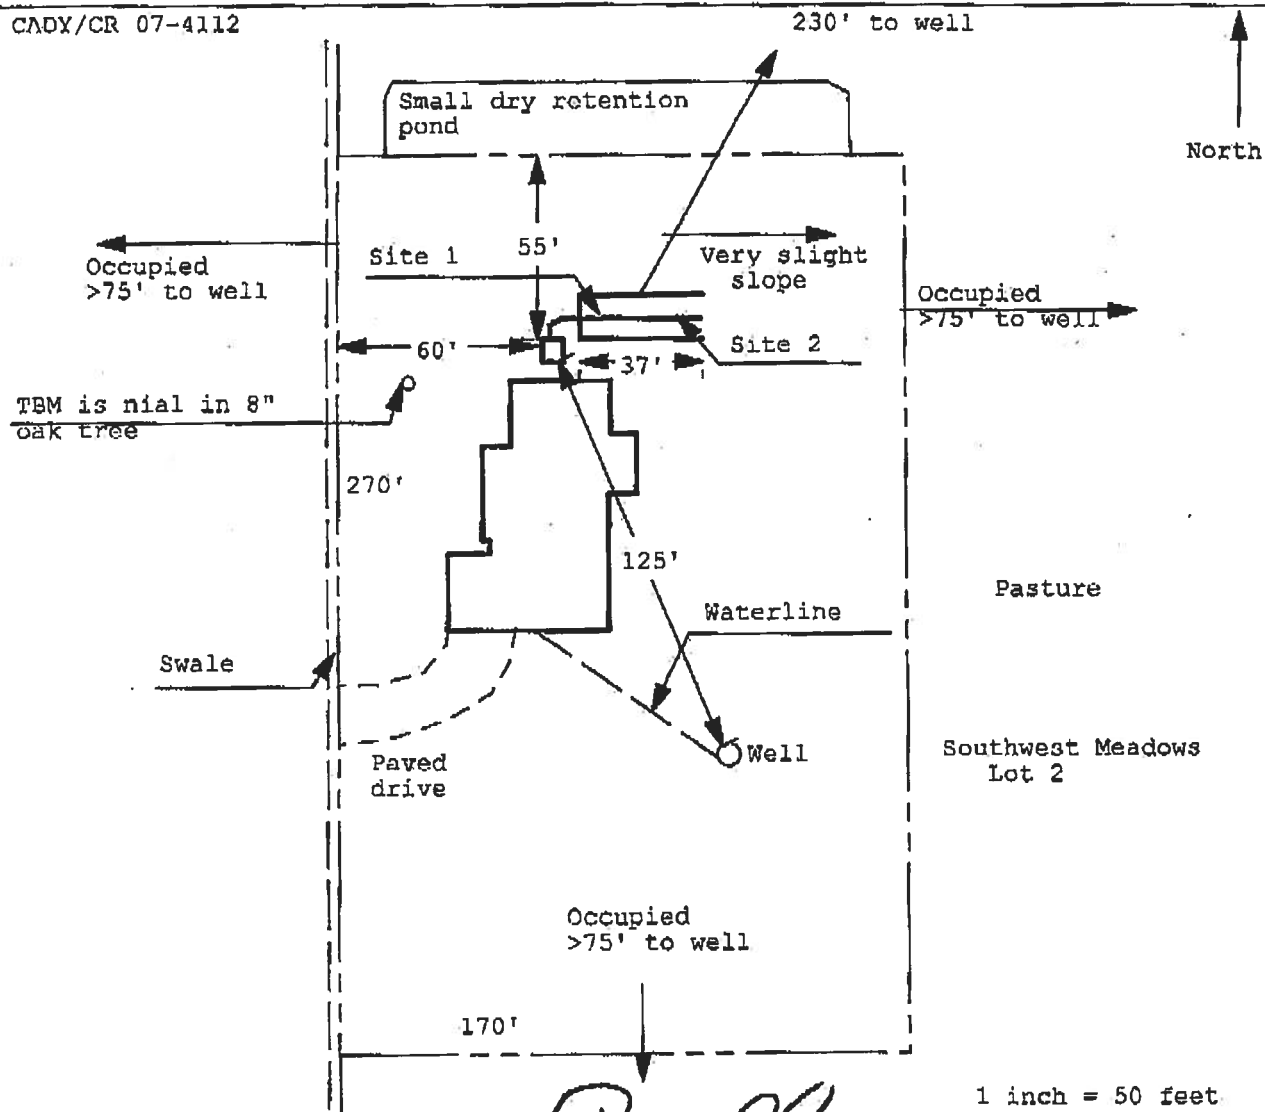 CADY/CR 07-4112
230' to well
North
Small dry retention
pond
55'
Site 1
Very slight
slope
Occupied
>75' to well
Occupied
>75' to well
60'
Site 2
37'
TBM is nial in 8"
oak tree
270'
125'
Pasture
Waterline
Swale
Well
Southwest Meadows
Lot 2
Paved
drive
Occupied
>75' to well
170'
1 inch = 50 feet